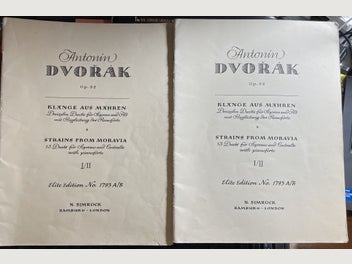 Antonin
DVOŘÁK
Op. 32
KLÄNGE AUS MÄHREN
Dreizehn Duette für Sopran und Alt
mit Begleitung des Pianoforte
STRAINS FROM MORAVIA
13 Duets for Soprano and Contralto
with pianoforte
I/II
Elite Edition No. 1793 A/B
N. SIMROCK
HAMBURG - LONDON
Antonin
DVOŘÁK
Op. 32
KLÄNGE AUS MÄHREN
Dreizehn Duette für Sopran und Alt
mit Begleitung des Pianoforte
STRAINS FROM MORAVIA
13 Duets for Soprano and Contralto
with pianoforte
I/II
Elite Edition No. 1793 A/B
N. SIMROCK
HAMBURG - LONDON